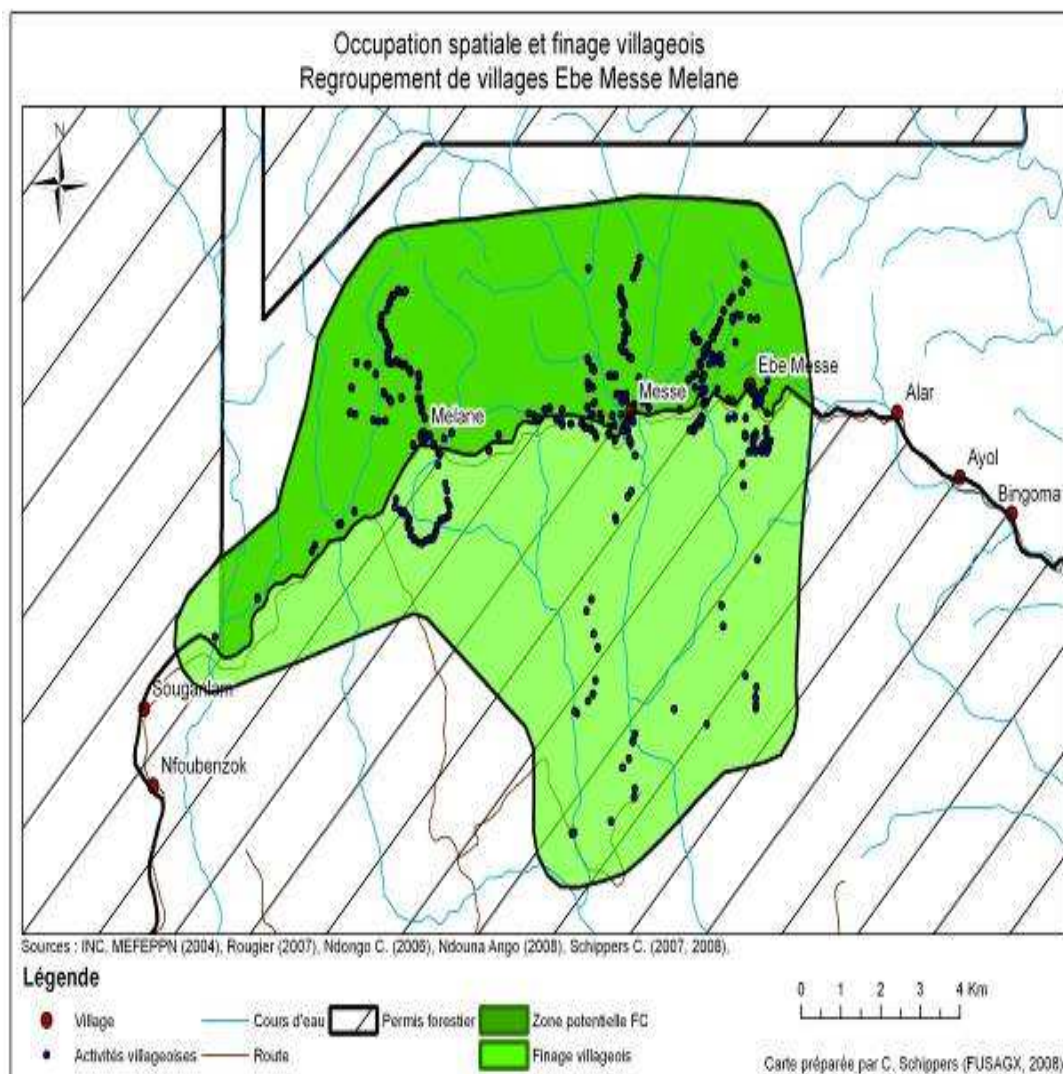 Occupation spatiale et finage villageois
Regroupement de villages Ebe Messe Melane
N
Ebe Messe
Messe
Alar
Melane
Ayol
Bingoma
Souganlam
Nfoubenzok
Sources : INC, MEFEPPN (2004), Rougier (2007), Ndongo C. (2006), Ndouna Ango (2008), Schippers C. (2007, 2008),
Légende
0 1 2 3 4 Km
Village
Cours d'eau
Permis forestier
Zone potentielle FC
Activités villageoises
Route
Finage villageois
Carte préparée par C. Schippers (FUSAGX, 2008)